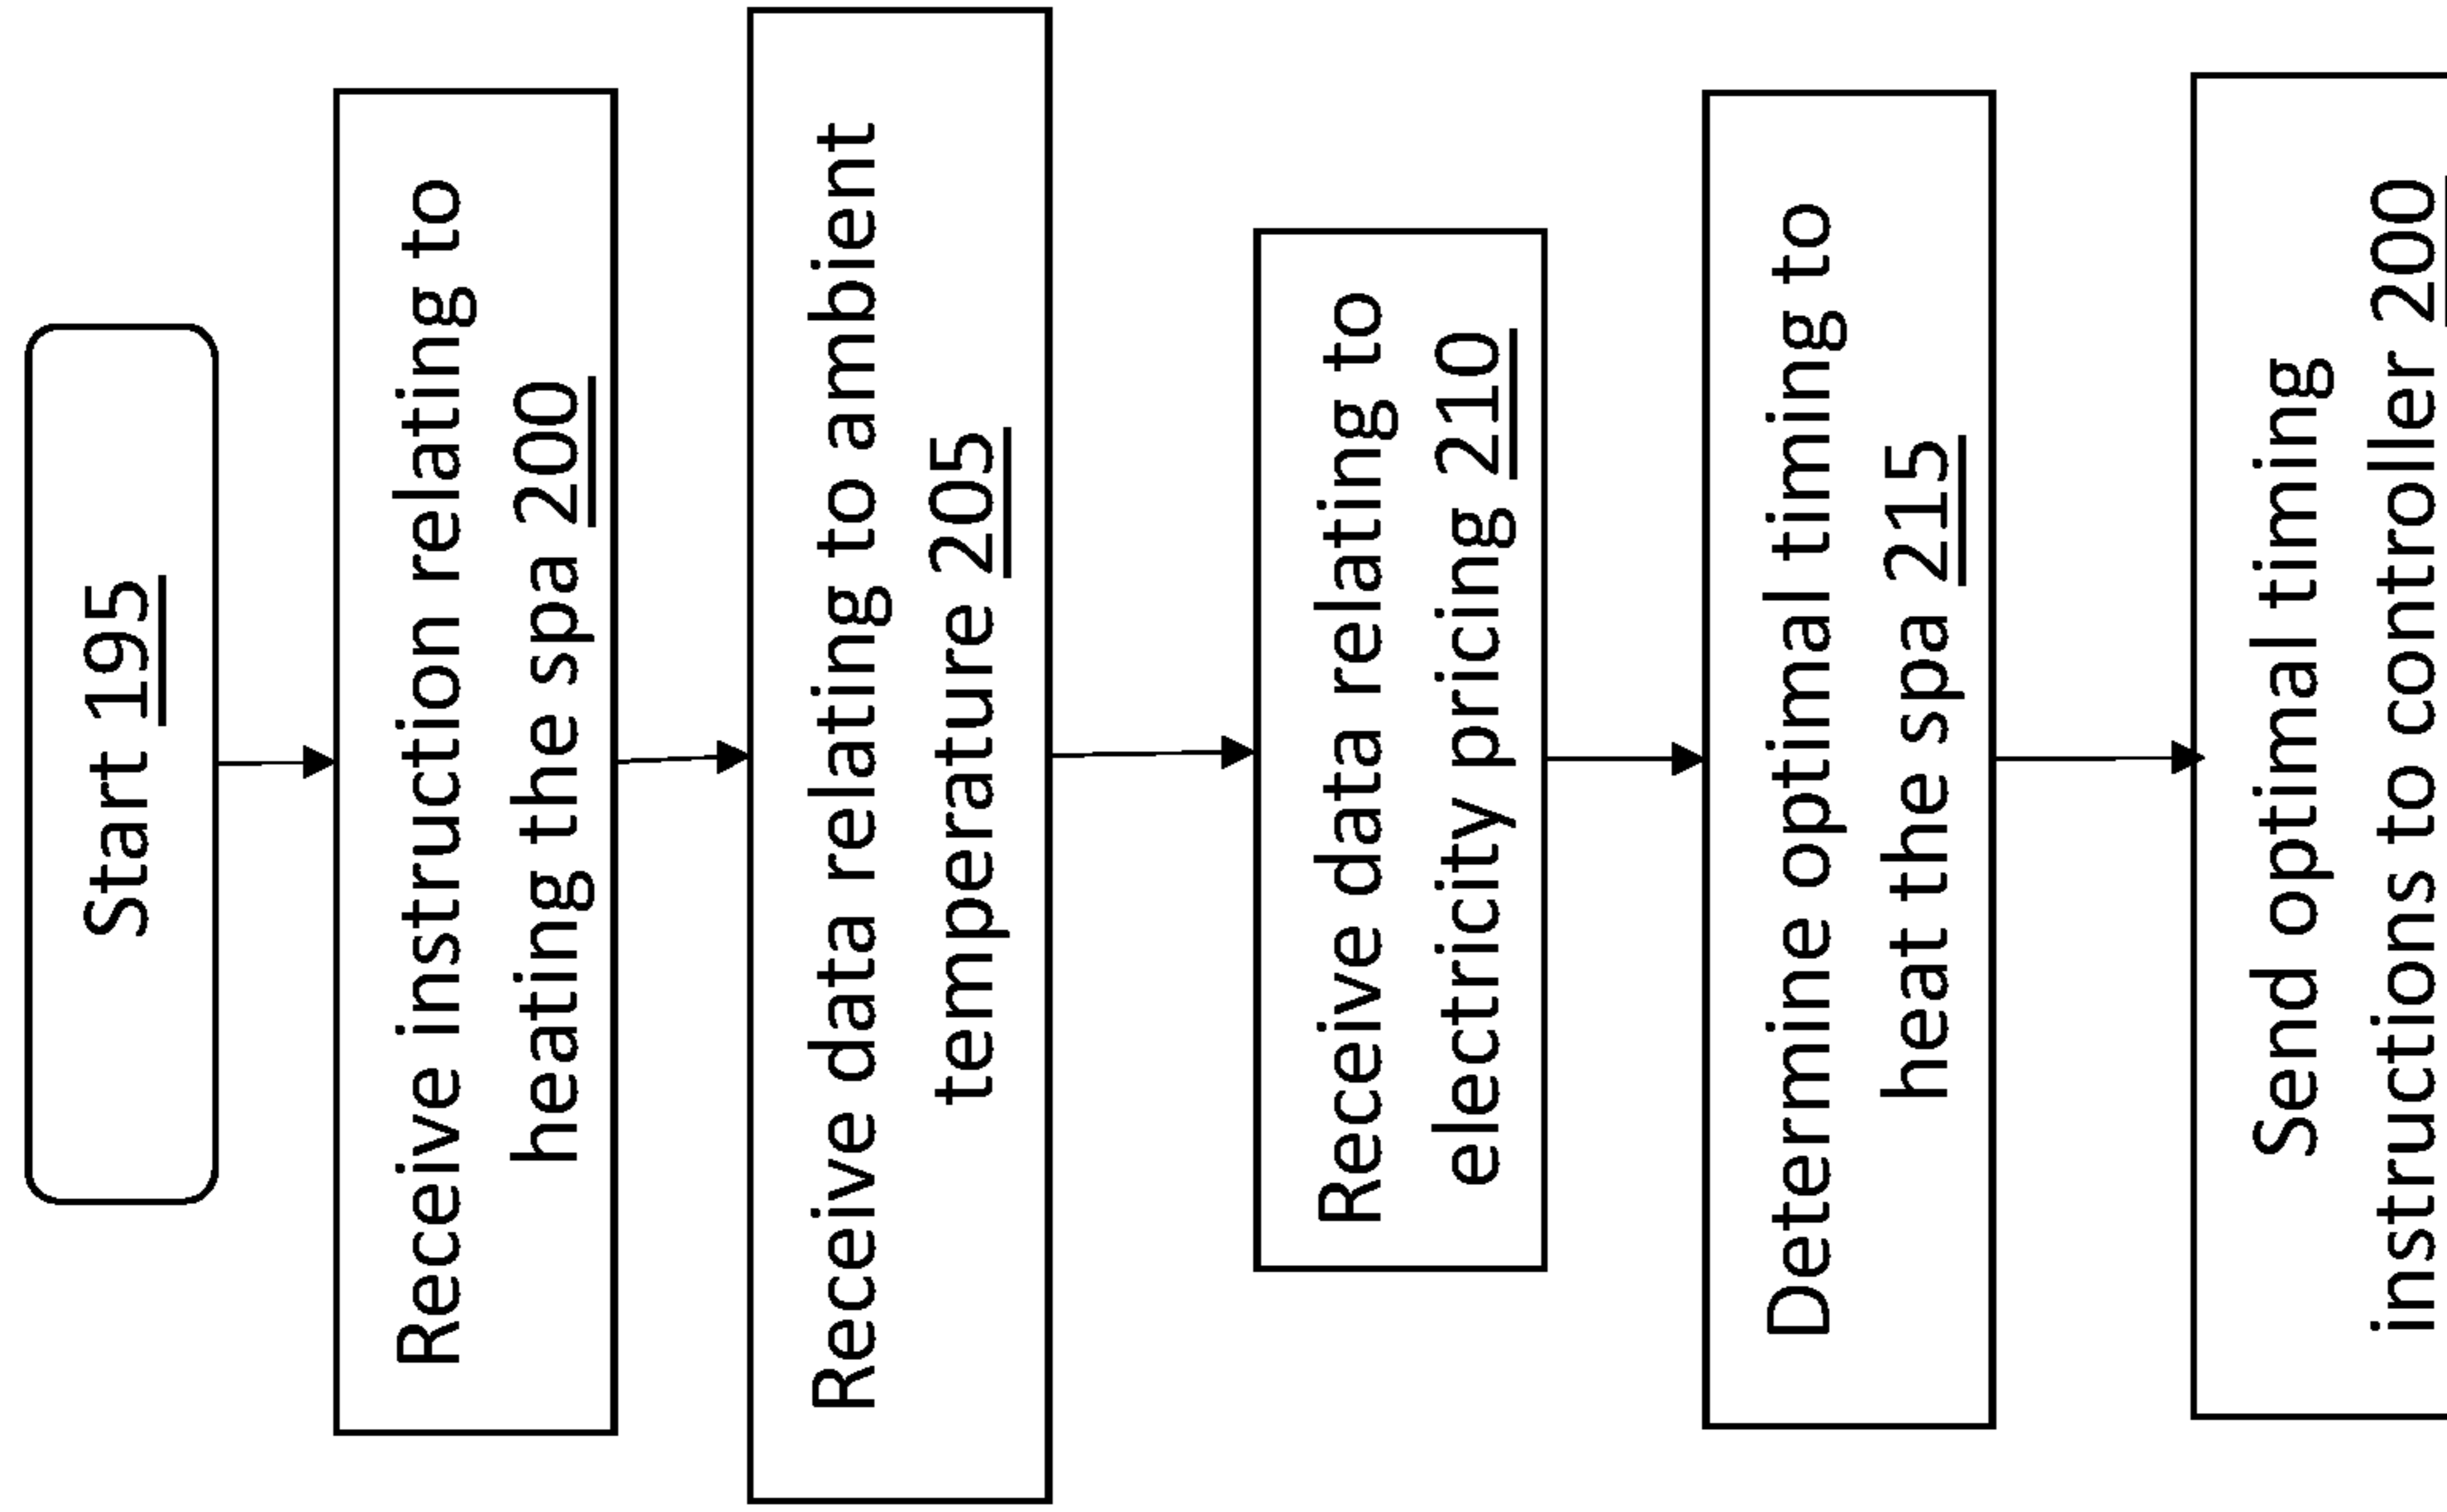 Start 195
Receive instruction relating to
heating the spa 200
Receive data relating to ambient
temperature 205
Receive data relating to
electricity pricing 210
Determine optimal timing to
heat the spa 215
Send optimal timing
instructions to controller 200